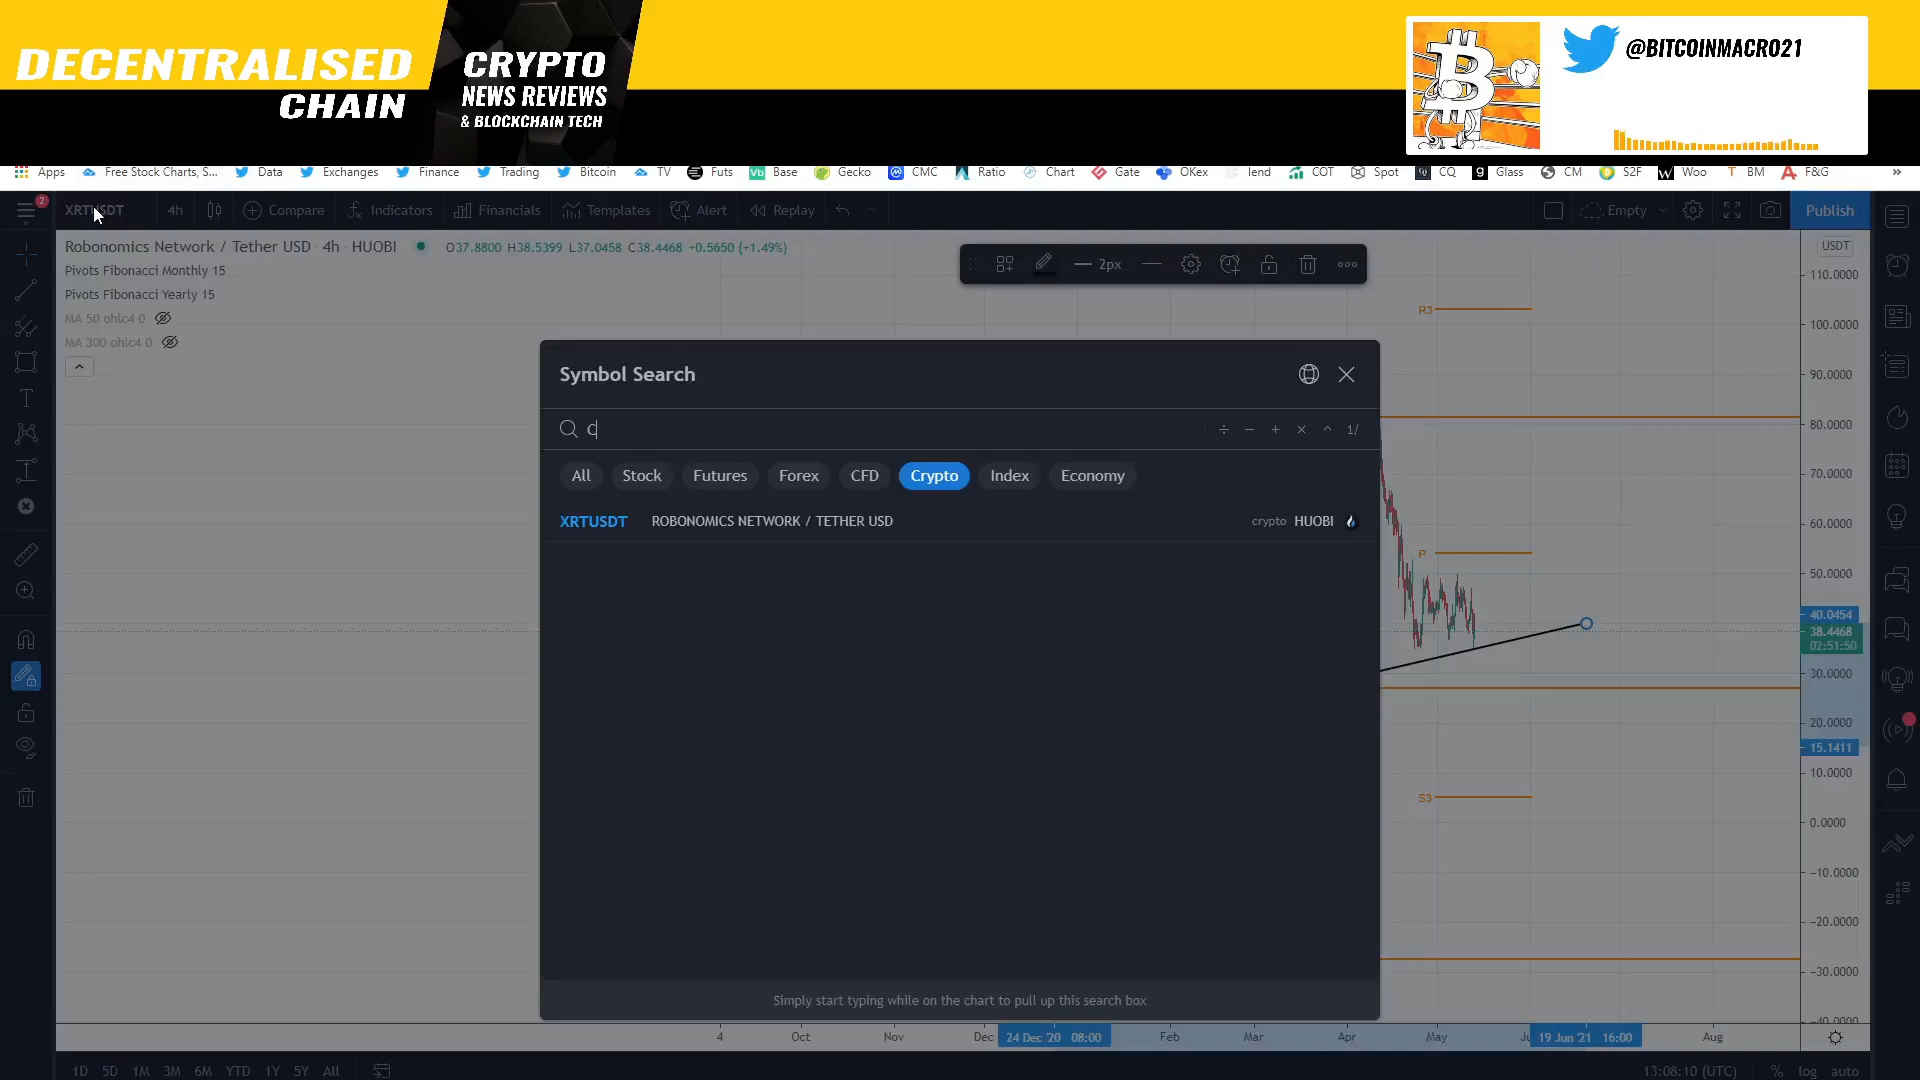 DECENTRALISED
CHAIN
CRYPTO
NEWS REVIEWS
& BLOCKCHAIN TECH
@BITCOINMACRO21
Apps Free Stock Charts, S... Data Exchanges Finance Trading Bitcoin TV Futs Base Gecko CMC Ratio Chart Gate OKex lend COT Spot CQ Glass CM S2F Woo BM F&G »
2
XRTUSDT 4h Compare Indicators Financials Templates Alert Replay Empty Publish
Robonomics Network / Tether USD · 4h · HUOBI O37.8800 H38.5399 L37.0458 C38.4468 +0.5650 (+1.49%) USDT
Pivots Fibonacci Monthly 15
Pivots Fibonacci Yearly 15
MA 50 ohlc4 0
MA 300 ohlc4 0
2px
110.0000
R3
100.0000
90.0000
80.0000
70.0000
60.0000
P
50.0000
40.0454
38.4468
02:51:50
30.0000
20.0000
15.1411
10.0000
S3
0.0000
−10.0000
−20.0000
−30.0000
−40.0000
Symbol Search
C ÷ − + × ^ 1/
All Stock Futures Forex CFD Crypto Index Economy
XRTUSDT ROBONOMICS NETWORK / TETHER USD crypto HUOBI
Simply start typing while on the chart to pull up this search box
4 Oct Nov Dec 24 Dec '20 08:00 Feb Mar Apr May 19 Jun '21 16:00 Aug
1D 5D 1M 3M 6M YTD 1Y 5Y All 13:08:10 (UTC) % log auto